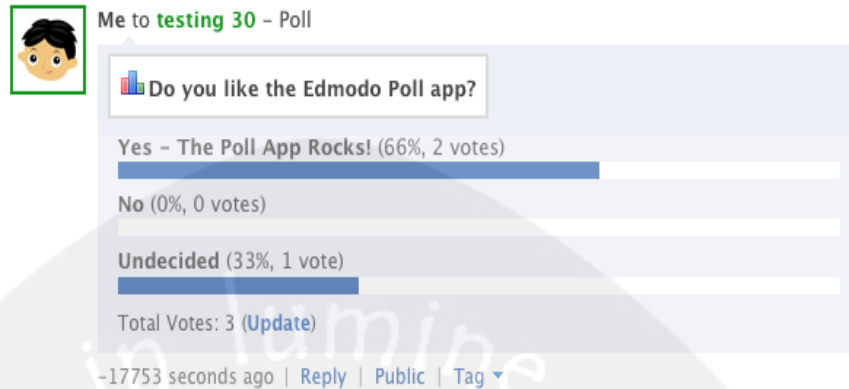 Me to testing 30 – Poll
Do you like the Edmodo Poll app?
Yes – The Poll App Rocks! (66%, 2 votes)
No (0%, 0 votes)
Undecided (33%, 1 vote)
Total Votes: 3 (Update)
in lumine
-17753 seconds ago | Reply | Public | Tag